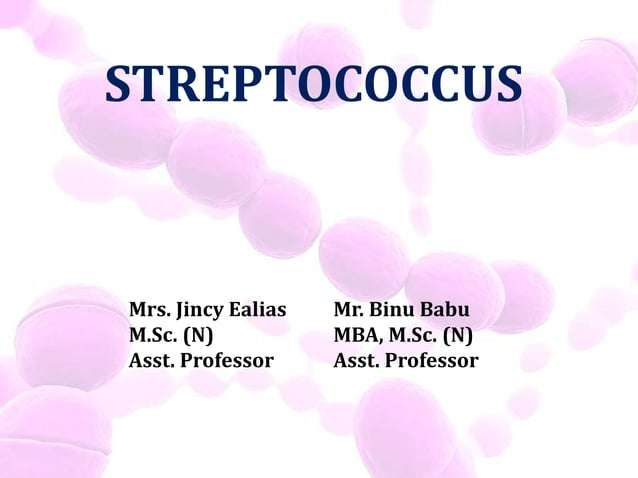 STREPTOCOCCUS
Mrs. Jincy Ealias
M.Sc. (N)
Asst. Professor
Mr. Binu Babu
MBA, M.Sc. (N)
Asst. Professor